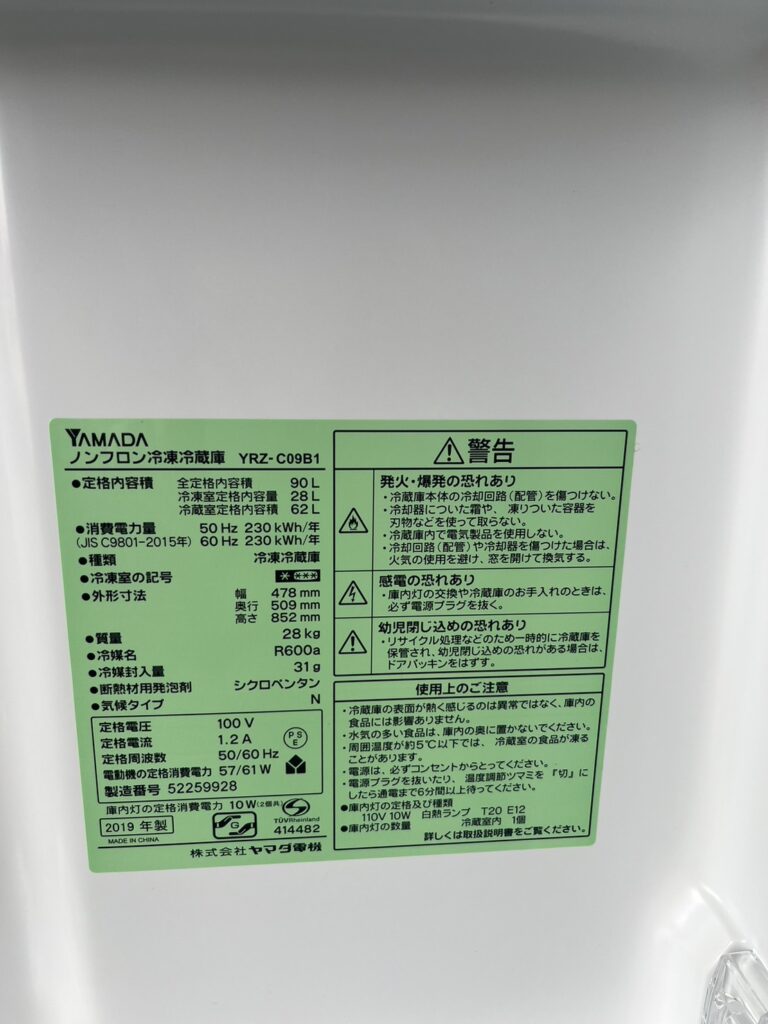 YAMADA
ノンフロン冷凍冷蔵庫 YRZ-C09B1
●定格内容積 全定格内容積 90 L
冷凍室定格内容量 28 L
冷蔵室定格内容積 62 L
●消費電力量 50 Hz 230 kWh/年
(JIS C9801-2015年) 60 Hz 230 kWh/年
●種類 冷凍冷蔵庫
●冷凍室の記号
●外形寸法 幅 478 mm
奥行 509 mm
高さ 852 mm
●質量 28 kg
●冷媒名 R600a
●冷媒封入量 31 g
●断熱材用発泡剤 シクロペンタン
●気候タイプ N
定格電圧 100 V
定格電流 1.2 A
定格周波数 50/60 Hz
電動機の定格消費電力 57/61 W
製造番号 52259928
PSE
庫内灯の定格消費電力 10W(2個共)
2019 年製
MADE IN CHINA
G
TÜVRheinland
414482
株式会社 ヤマダ電機
警告
発火・爆発の恐れあり
・冷蔵庫本体の冷却回路(配管)を傷つけない。
・冷却器についた霜や、凍りついた容器を
刃物などを使って取らない。
・冷蔵庫内で電気製品を使用しない。
・冷却回路(配管)や冷却器を傷つけた場合は、
火気の使用を避け、窓を開けて換気する。
感電の恐れあり
・庫内灯の交換や冷蔵庫のお手入れのときは、
必ず電源プラグを抜く。
幼児閉じ込めの恐れあり
・リサイクル処理などのため一時的に冷蔵庫を
保管され、幼児閉じ込めの恐れがある場合は、
ドアパッキンをはずす。
使用上のご注意
・冷蔵庫の表面が熱く感じるのは異常ではなく、庫内の
食品には影響ありません。
・水気の多い食品は、庫内の奥に置かないでください。
・周囲温度が約5℃以下では、冷蔵室の食品が凍る
ことがあります。
・電源は、必ずコンセントからとってください。
・電源プラグを抜いたり、温度調節ツマミを『切』に
したら通電まで6分間以上待ってください。
●庫内灯の定格及び種類
110V 10W 白熱ランプ T20 E12
●庫内灯の数量 冷蔵室内 1個
詳しくは取扱説明書をご覧ください。